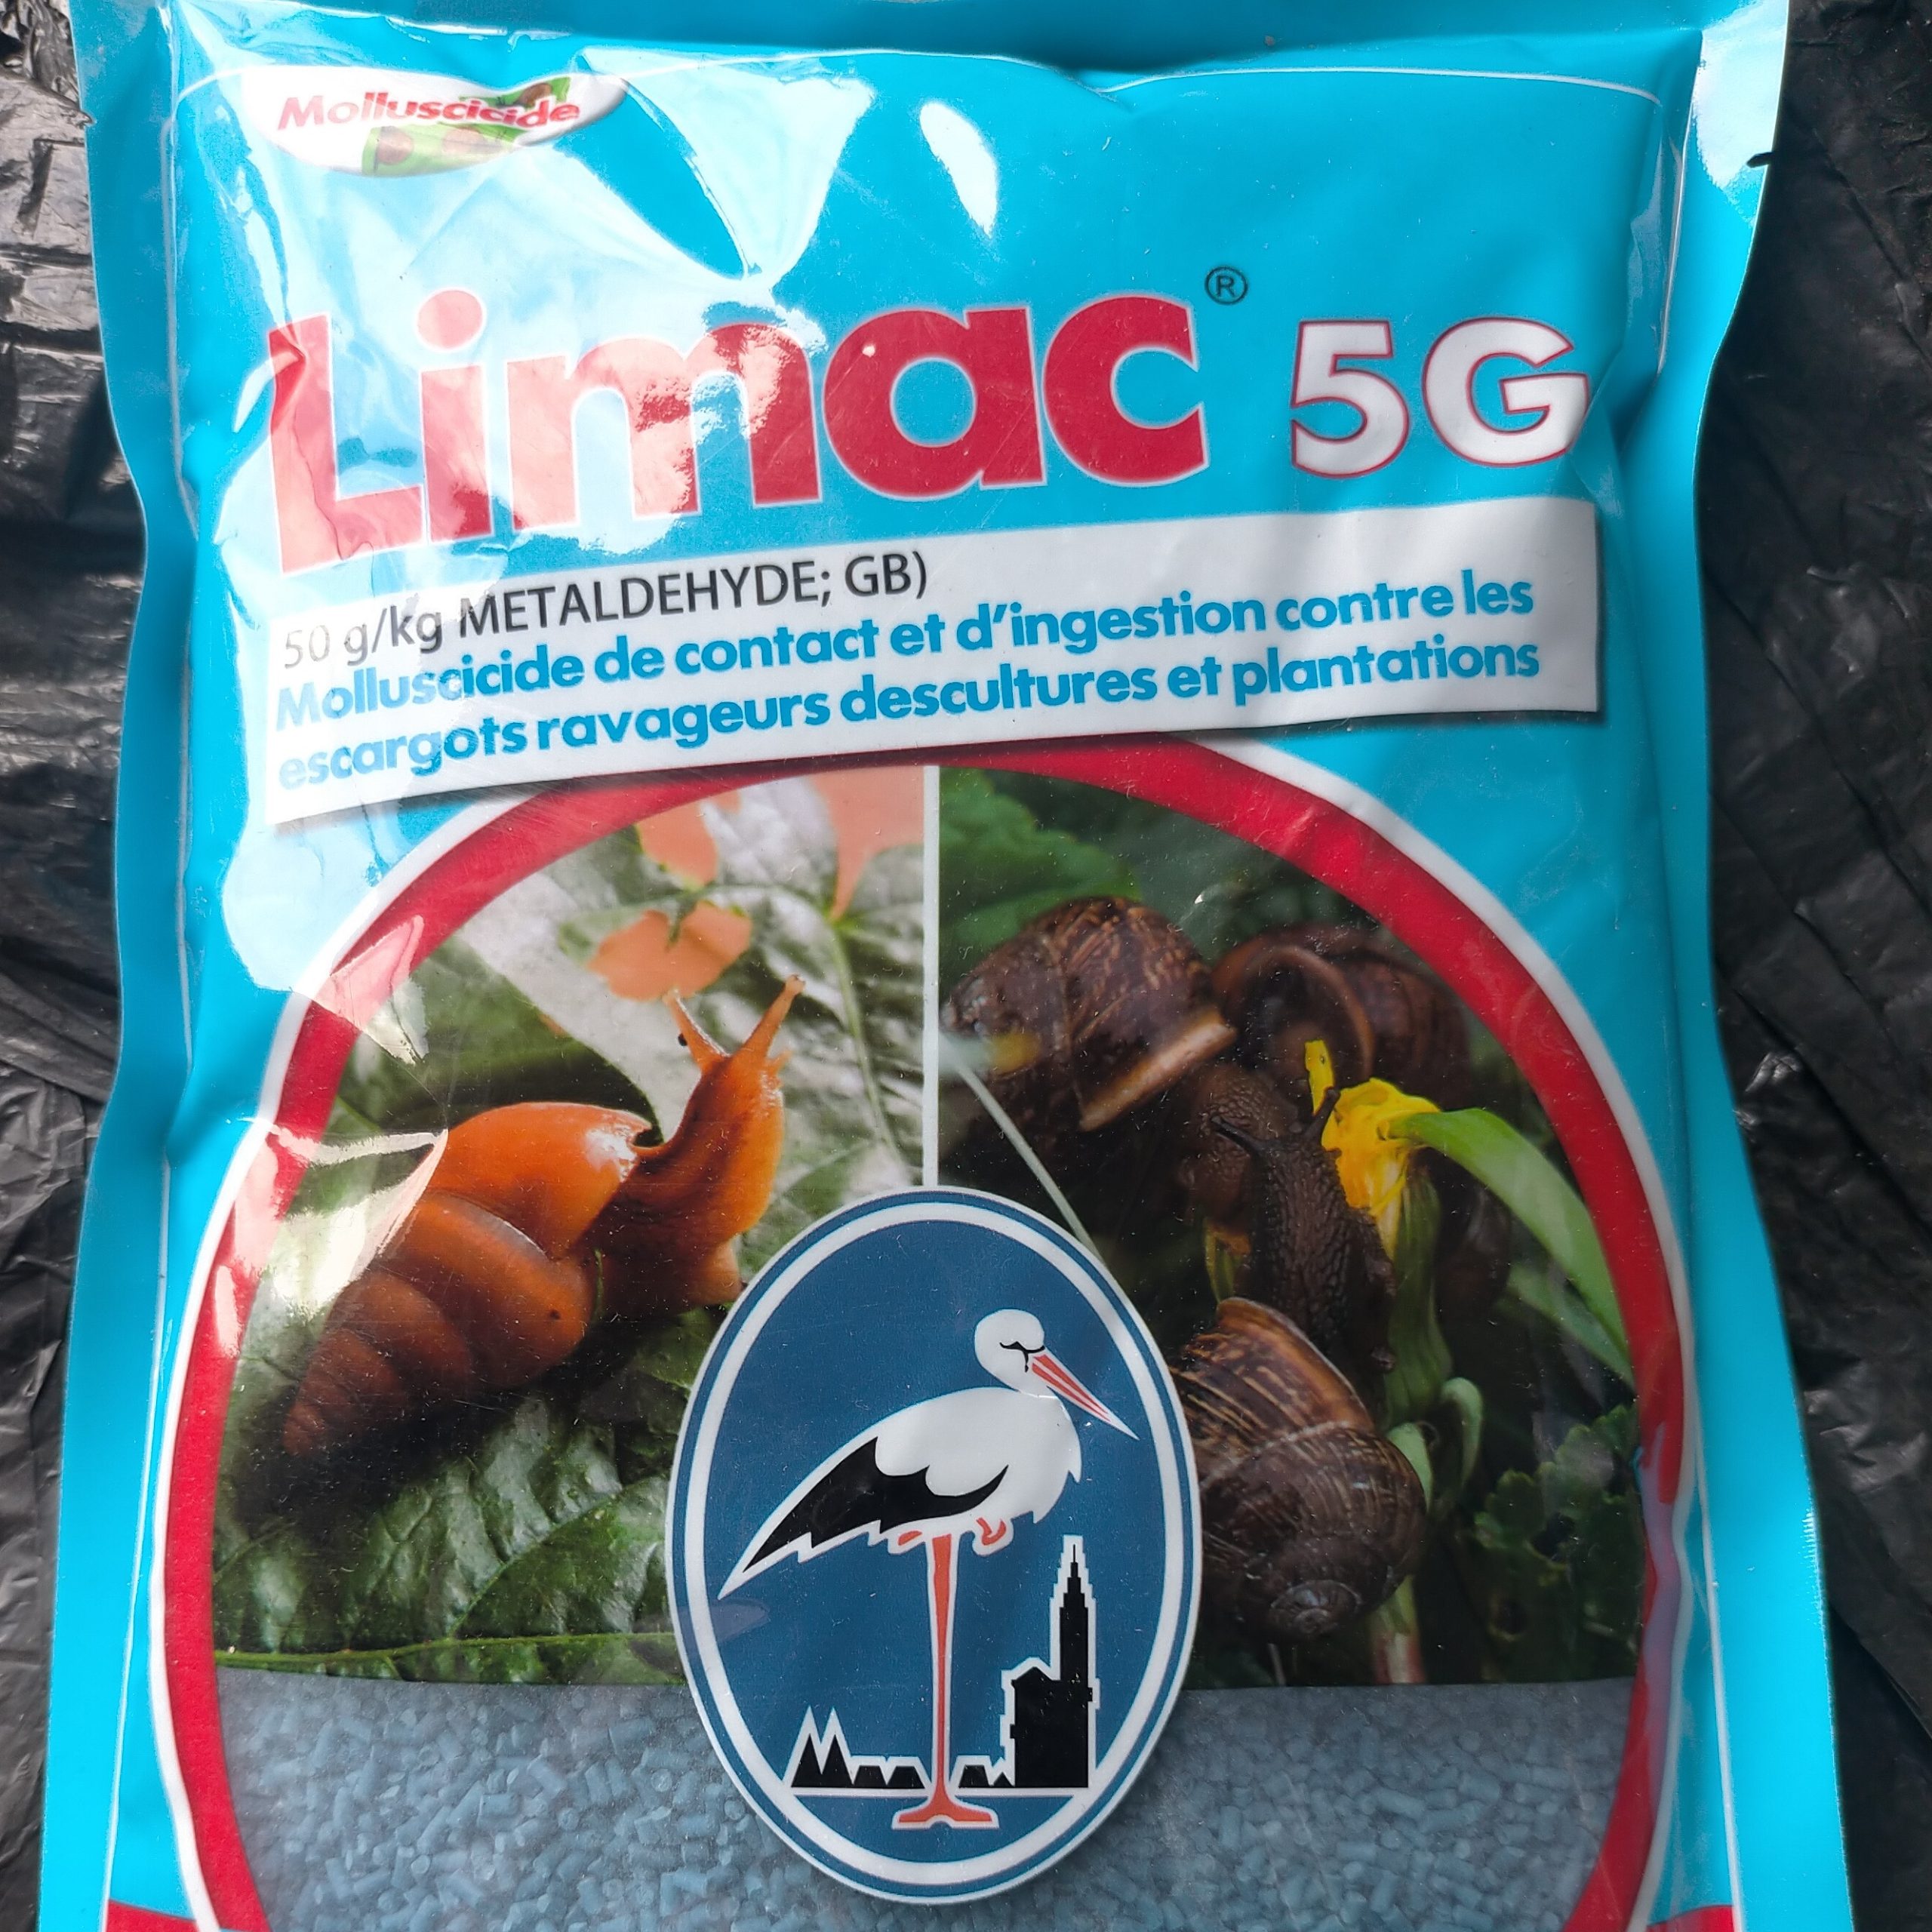 Molluscicide
Limac® 5G
50 g/kg METALDEHYDE; GB)
Molluscicide de contact et d'ingestion contre les
escargots ravageurs descultures et plantations